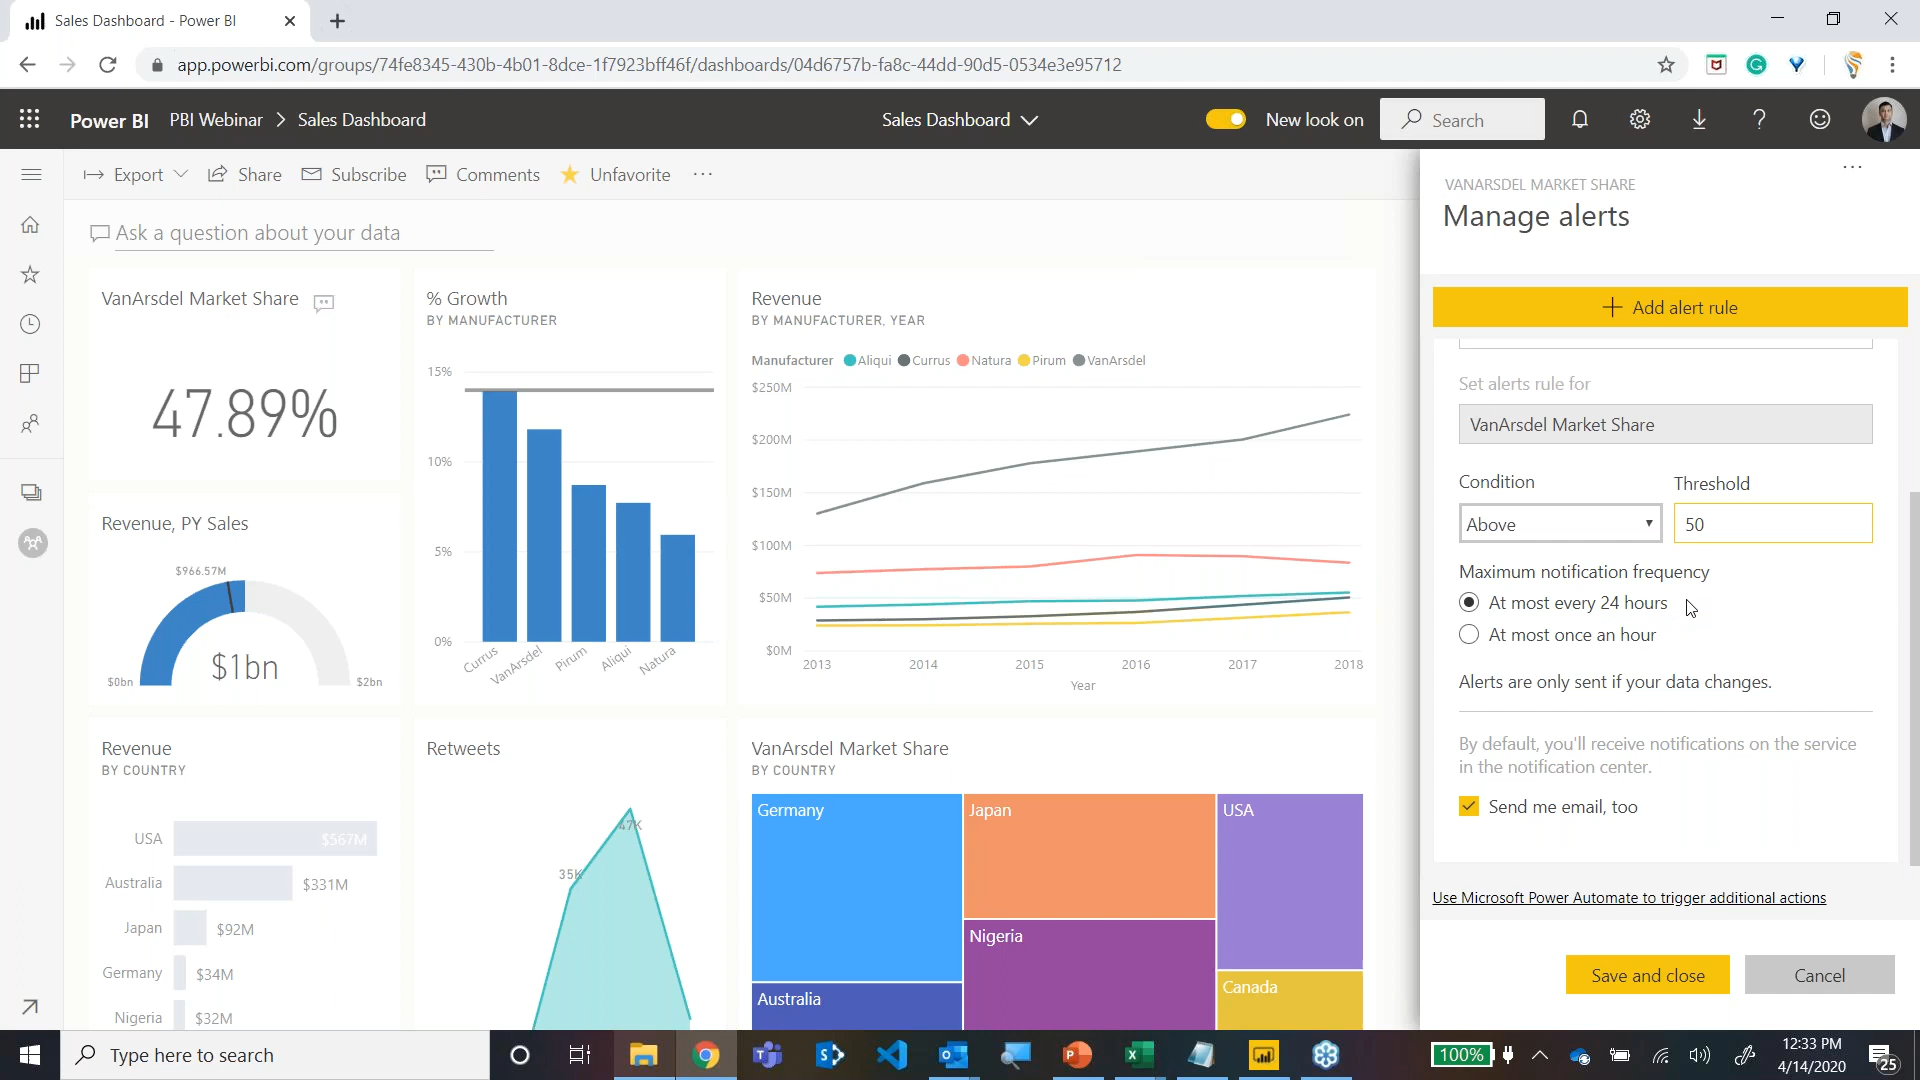 Sales Dashboard - Power BI
app.powerbi.com/groups/74fe8345-430b-4b01-8dce-1f7923bff46f/dashboards/04d6757b-fa8c-44dd-90d5-0534e3e95712
Power BI PBI Webinar Sales Dashboard
Sales Dashboard
New look on
Search
Export Share Subscribe Comments Unfavorite
Ask a question about your data
VanArsdel Market Share
47.89%
% Growth
BY MANUFACTURER
15%
10%
5%
0%
Currus VanArsdel Pirum Aliqui Natura
Revenue
BY MANUFACTURER, YEAR
Manufacturer Aliqui Currus Natura Pirum VanArsdel
$250M
$200M
$150M
$100M
$50M
$0M
2013 2014 2015 2016 2017 2018
Year
Revenue, PY Sales
$966.57M
$1bn
$0bn $2bn
Revenue
BY COUNTRY
USA $567M
Australia $331M
Japan $92M
Germany $34M
Nigeria $32M
Retweets
47K
35K
VanArsdel Market Share
BY COUNTRY
Germany Japan USA
Nigeria
Australia Canada
VANARSDEL MARKET SHARE
Manage alerts
Add alert rule
Set alerts rule for
VanArsdel Market Share
Condition Threshold
Above 50
Maximum notification frequency
At most every 24 hours
At most once an hour
Alerts are only sent if your data changes.
By default, you'll receive notifications on the service
in the notification center.
Send me email, too
Use Microsoft Power Automate to trigger additional actions
Save and close Cancel
Type here to search
100%
12:33 PM
4/14/2020
25